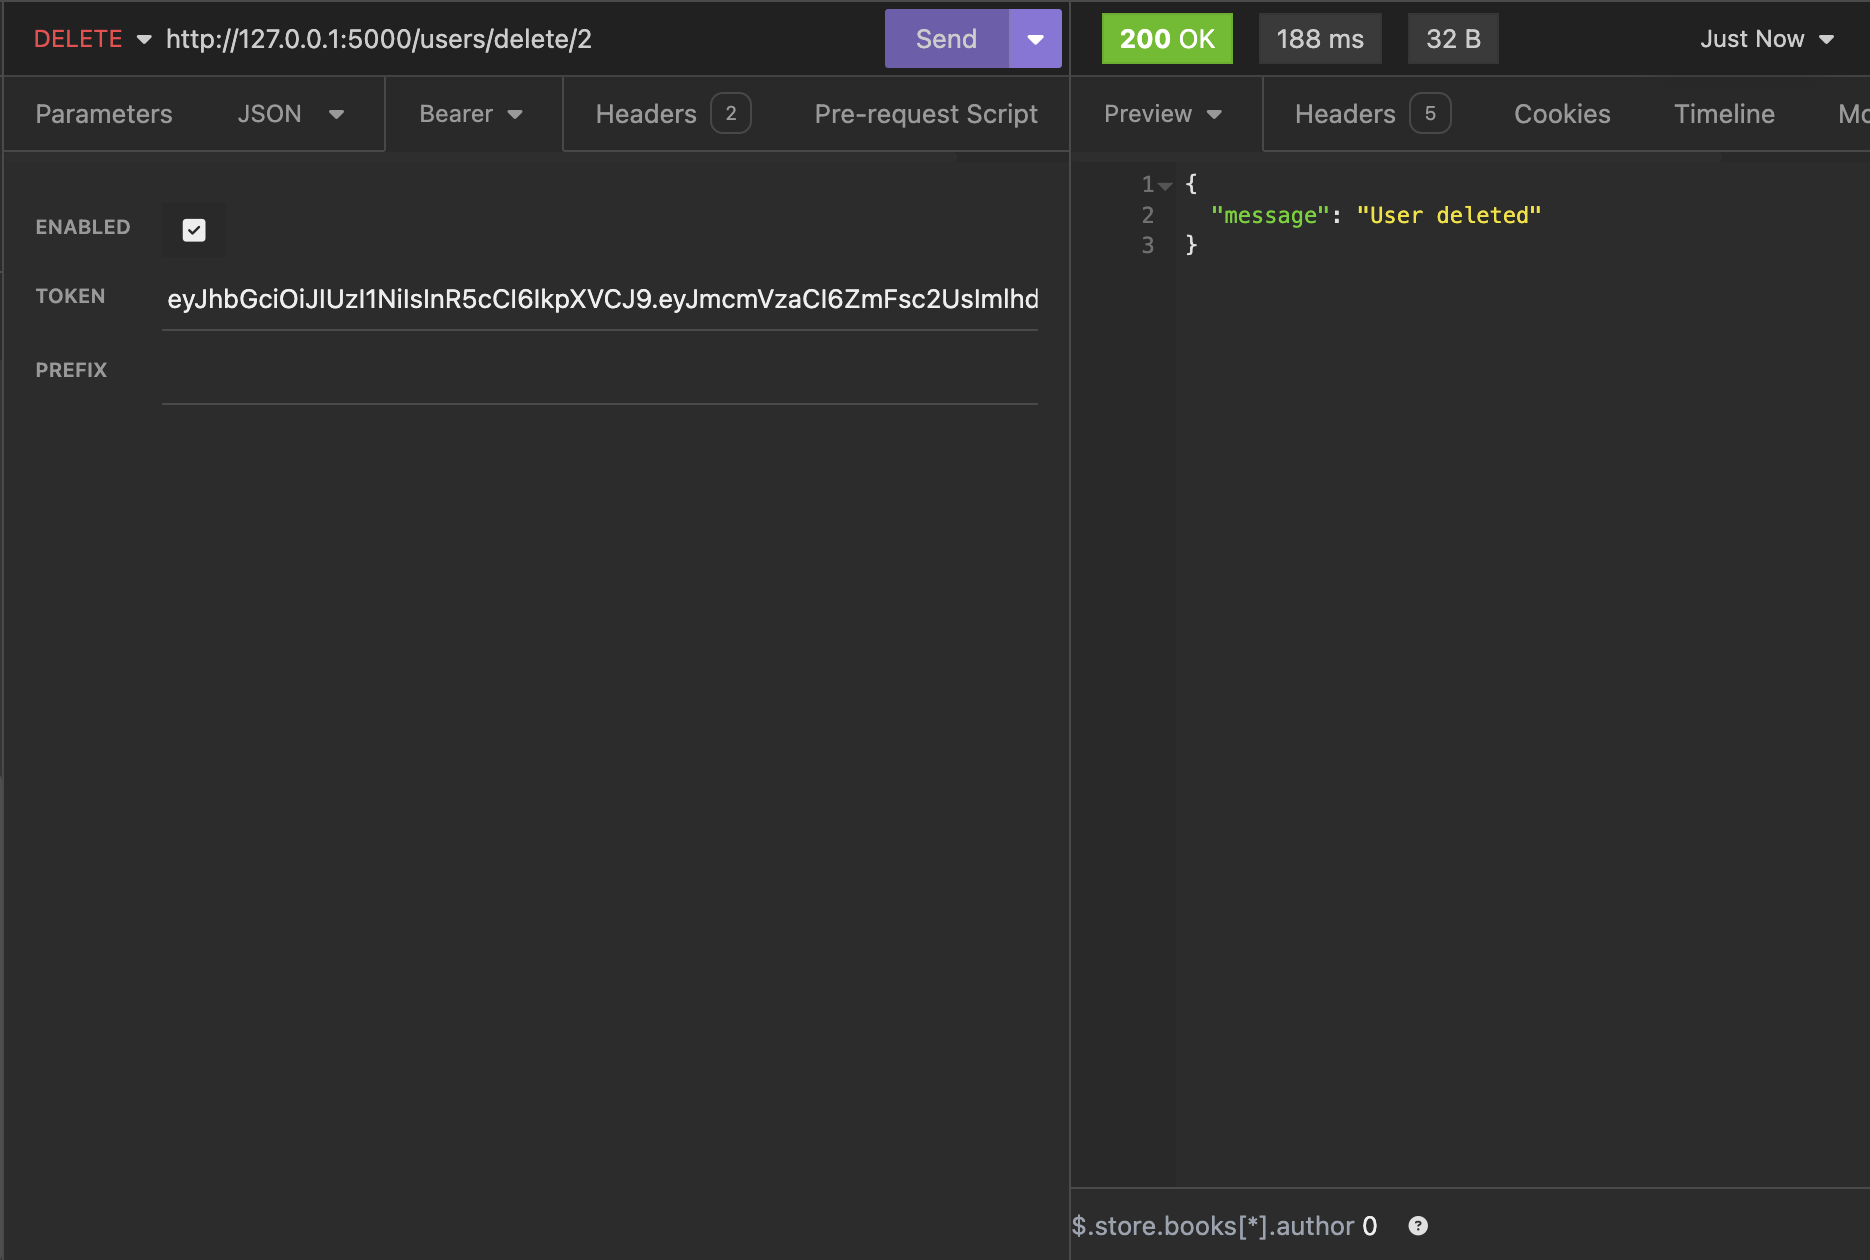 DELETE http://127.0.0.1:5000/users/delete/2 Send
200 OK 188 ms 32 B Just Now
Parameters JSON Bearer Headers 2 Pre-request Script
Preview Headers 5 Cookies Timeline Mo
ENABLED
TOKEN eyJhbGciOiJIUzI1NiIsInR5cCI6IkpXVCJ9.eyJmcmVzaCI6ZmFsc2UsImlhd
PREFIX
1 {
2 "message": "User deleted"
3 }
$.store.books[*].author 0 ?